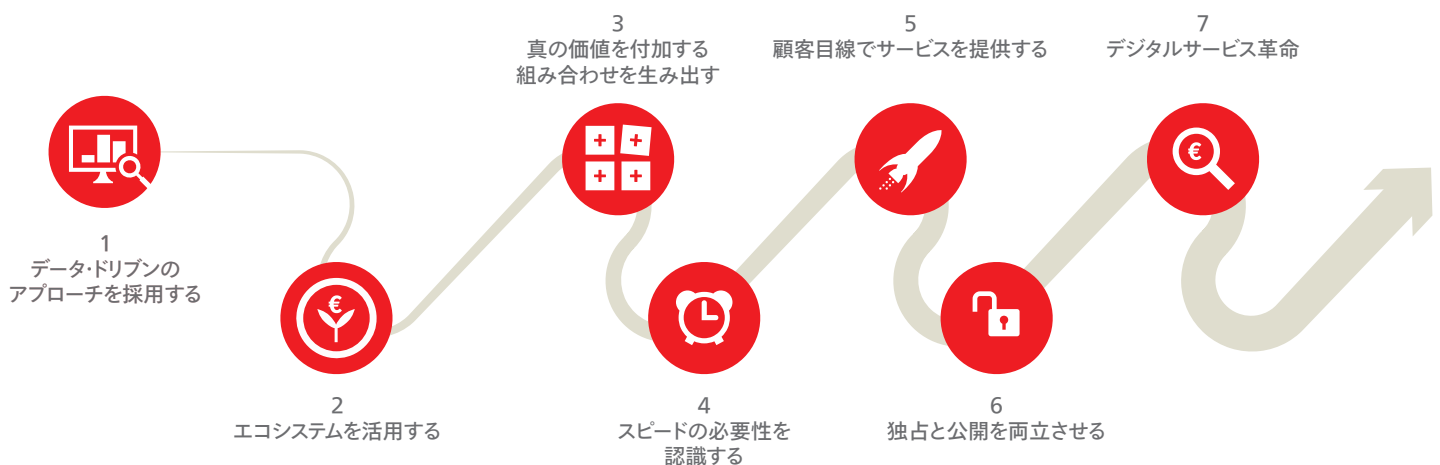 1
データ・ドリブンの
アプローチを採用する
2
エコシステムを活用する
3
真の価値を付加する
組み合わせを生み出す
4
スピードの必要性を
認識する
5
顧客目線でサービスを提供する
6
独占と公開を両立させる
7
デジタルサービス革命
€
€